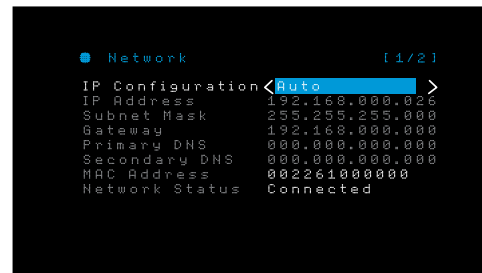 Network [1/2]
IP Configuration Auto
IP Address 192.168.000.026
Subnet Mask 255.255.255.000
Gateway 192.168.000.000
Primary DNS 000.000.000.000
Secondary DNS 000.000.000.000
MAC Address 002261000000
Network Status Connected